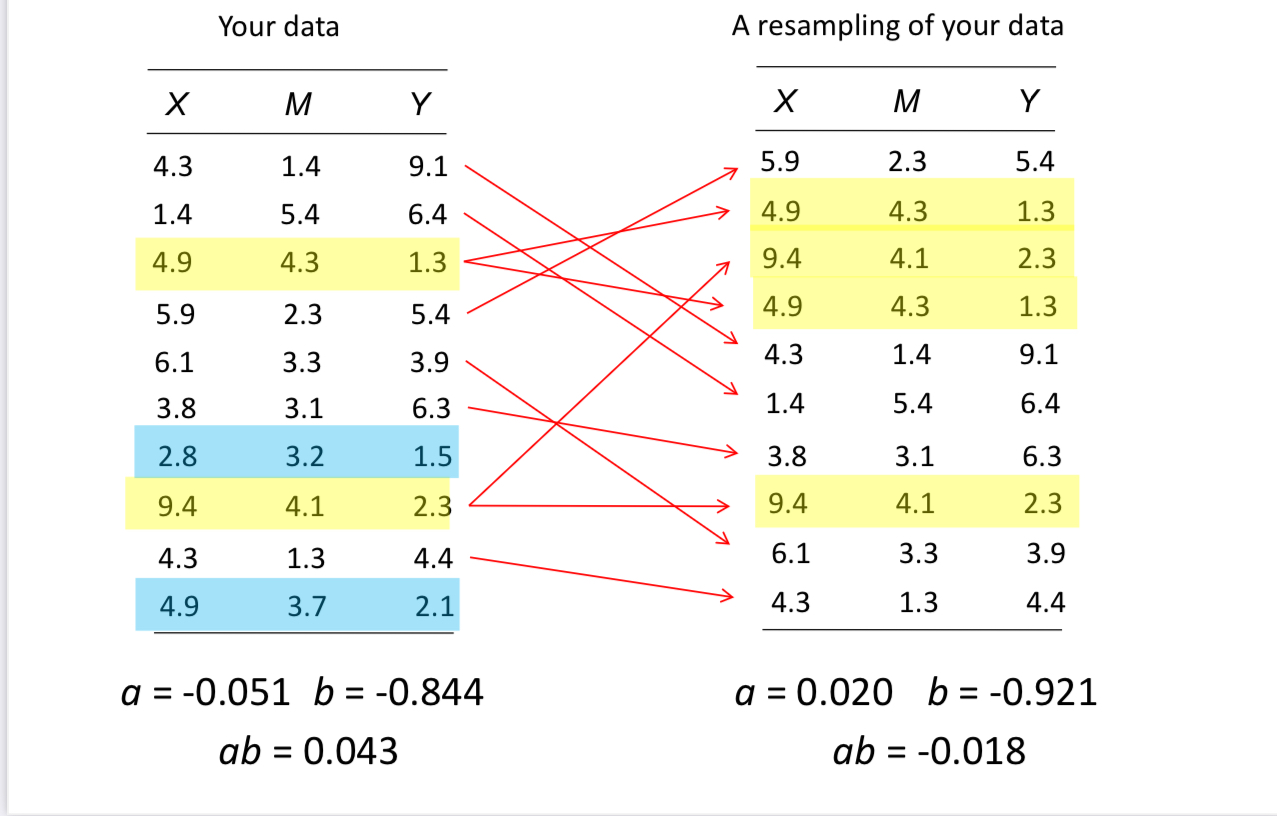 Your data
X M Y
4.3 1.4 9.1
1.4 5.4 6.4
4.9 4.3 1.3
5.9 2.3 5.4
6.1 3.3 3.9
3.8 3.1 6.3
2.8 3.2 1.5
9.4 4.1 2.3
4.3 1.3 4.4
4.9 3.7 2.1
a = -0.051 b = -0.844
ab = 0.043
A resampling of your data
X M Y
5.9 2.3 5.4
4.9 4.3 1.3
9.4 4.1 2.3
4.9 4.3 1.3
4.3 1.4 9.1
1.4 5.4 6.4
3.8 3.1 6.3
9.4 4.1 2.3
6.1 3.3 3.9
4.3 1.3 4.4
a = 0.020 b = -0.921
ab = -0.018